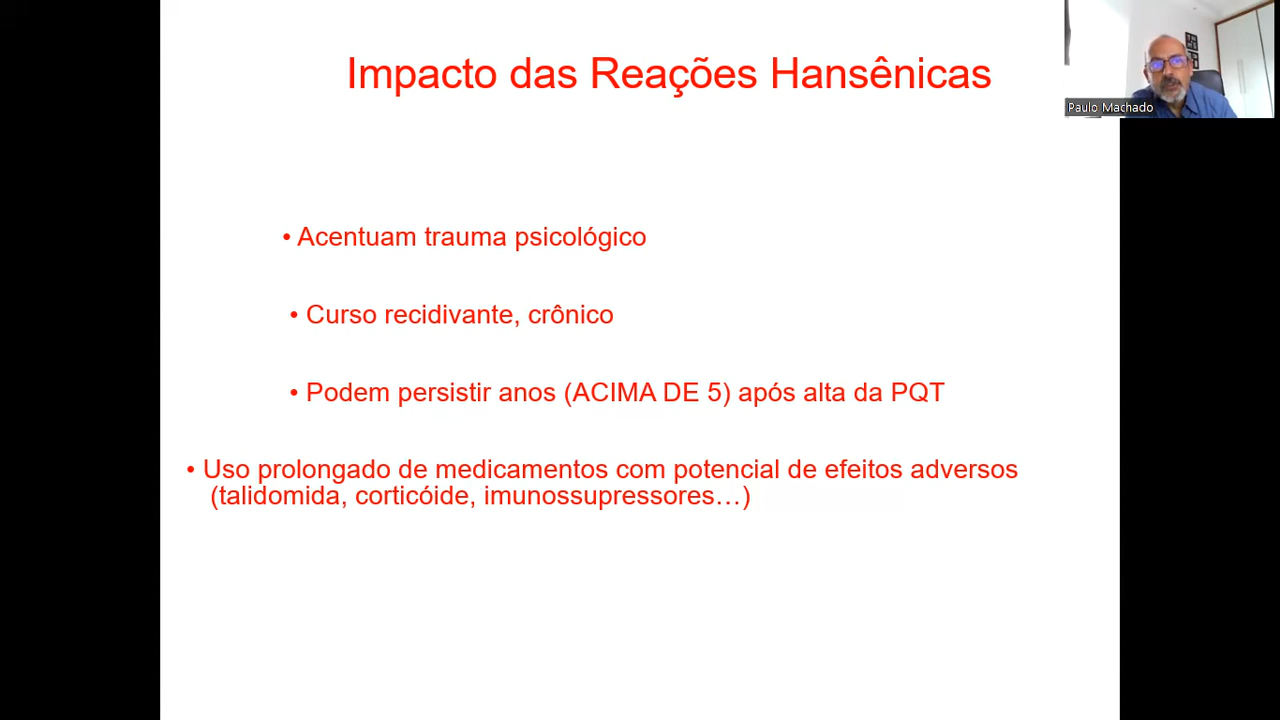 Impacto das Reações Hansênicas
Paulo Machado
• Acentuam trauma psicológico
• Curso recidivante, crônico
• Podem persistir anos (ACIMA DE 5) após alta da PQT
• Uso prolongado de medicamentos com potencial de efeitos adversos
(talidomida, corticóide, imunossupressores…)